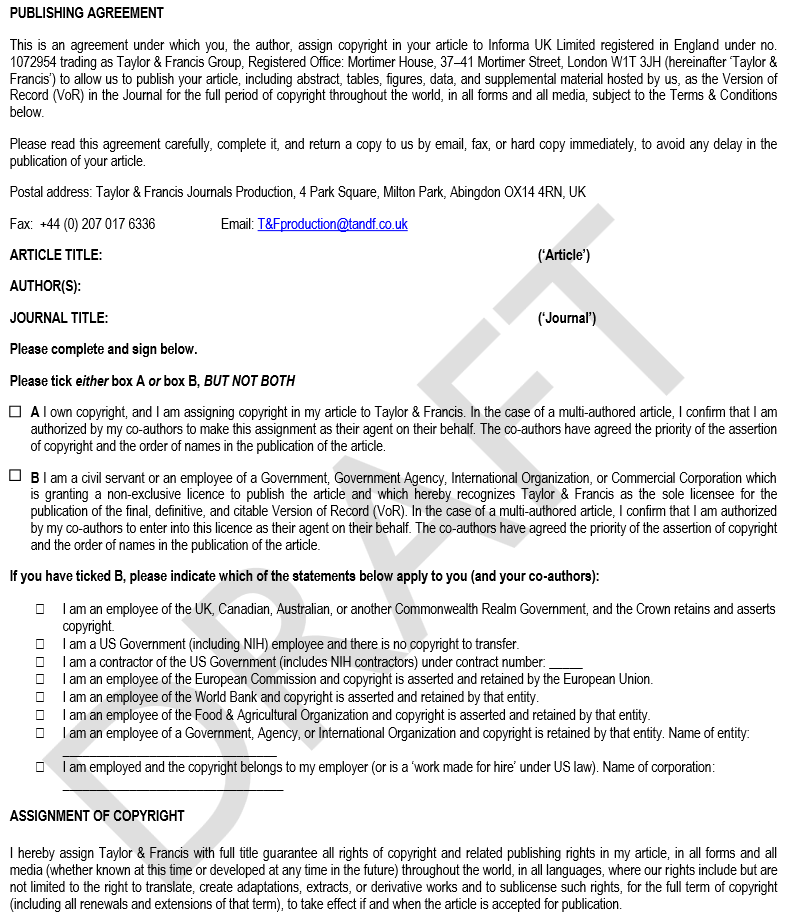 PUBLISHING AGREEMENT
This is an agreement under which you, the author, assign copyright in your article to Informa UK Limited registered in England under no.
1072954 trading as Taylor & Francis Group, Registered Office: Mortimer House, 37–41 Mortimer Street, London W1T 3JH (hereinafter 'Taylor &
Francis') to allow us to publish your article, including abstract, tables, figures, data, and supplemental material hosted by us, as the Version of
Record (VoR) in the Journal for the full period of copyright throughout the world, in all forms and all media, subject to the Terms & Conditions
below.
Please read this agreement carefully, complete it, and return a copy to us by email, fax, or hard copy immediately, to avoid any delay in the
publication of your article.
Postal address: Taylor & Francis Journals Production, 4 Park Square, Milton Park, Abingdon OX14 4RN, UK
Fax: +44 (0) 207 017 6336 Email: T&Fproduction@tandf.co.uk
ARTICLE TITLE: ('Article')
AUTHOR(S):
JOURNAL TITLE: ('Journal')
Please complete and sign below.
Please tick either box A or box B, BUT NOT BOTH
☐ A I own copyright, and I am assigning copyright in my article to Taylor & Francis. In the case of a multi-authored article, I confirm that I am
authorized by my co-authors to make this assignment as their agent on their behalf. The co-authors have agreed the priority of the assertion
of copyright and the order of names in the publication of the article.
☐ B I am a civil servant or an employee of a Government, Government Agency, International Organization, or Commercial Corporation which
is granting a non-exclusive licence to publish the article and which hereby recognizes Taylor & Francis as the sole licensee for the
publication of the final, definitive, and citable Version of Record (VoR). In the case of a multi-authored article, I confirm that I am authorized
by my co-authors to enter into this licence as their agent on their behalf. The co-authors have agreed the priority of the assertion of copyright
and the order of names in the publication of the article.
If you have ticked B, please indicate which of the statements below apply to you (and your co-authors):
☐ I am an employee of the UK, Canadian, Australian, or another Commonwealth Realm Government, and the Crown retains and asserts
copyright.
☐ I am a US Government (including NIH) employee and there is no copyright to transfer.
☐ I am a contractor of the US Government (includes NIH contractors) under contract number: _____
☐ I am an employee of the European Commission and copyright is asserted and retained by the European Union.
☐ I am an employee of the World Bank and copyright is asserted and retained by that entity.
☐ I am an employee of the Food & Agricultural Organization and copyright is asserted and retained by that entity.
☐ I am an employee of a Government, Agency, or International Organization and copyright is retained by that entity. Name of entity:
________________________________
☐ I am employed and the copyright belongs to my employer (or is a 'work made for hire' under US law). Name of corporation:
_________________________________
ASSIGNMENT OF COPYRIGHT
I hereby assign Taylor & Francis with full title guarantee all rights of copyright and related publishing rights in my article, in all forms and all
media (whether known at this time or developed at any time in the future) throughout the world, in all languages, where our rights include but are
not limited to the right to translate, create adaptations, extracts, or derivative works and to sublicense such rights, for the full term of copyright
(including all renewals and extensions of that term), to take effect if and when the article is accepted for publication.
DRAFT